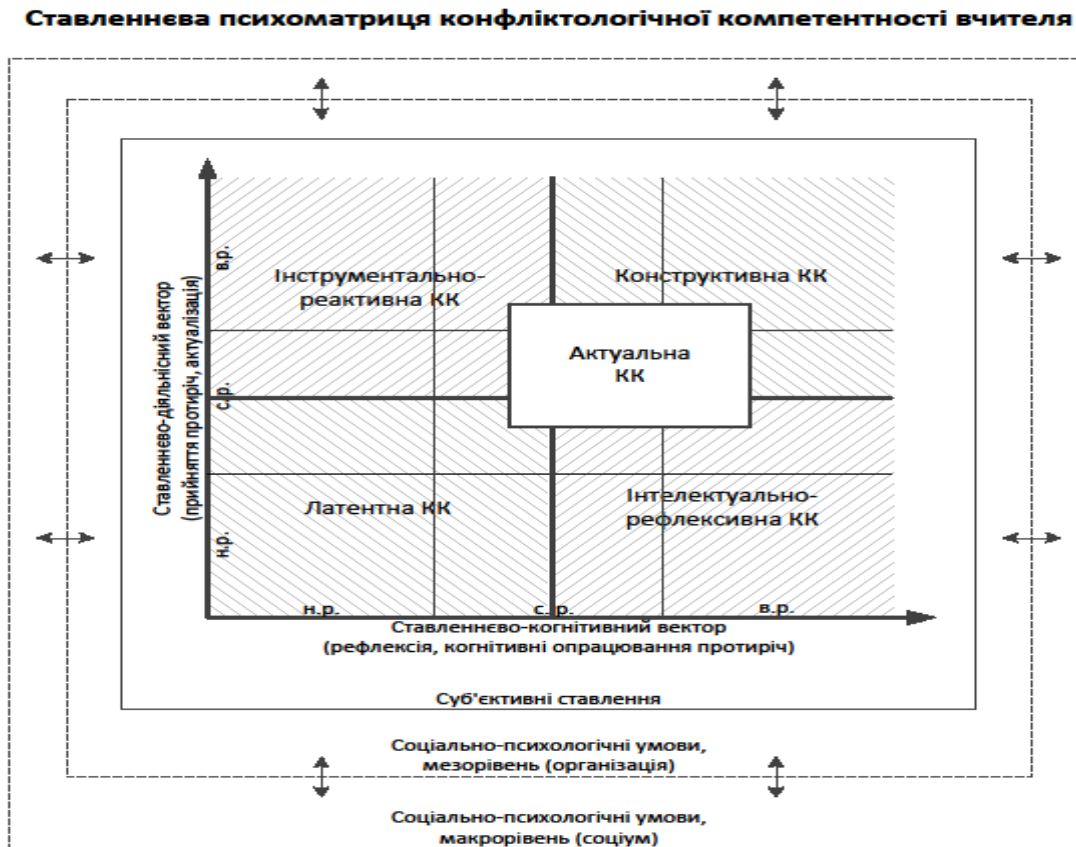 Ставленнєва психоматриця конфліктологічної компетентності вчителя
Ставленнєво-діяльнісний вектор
(прийняття протиріч, актуалізація)
в.р.
с.р.
н.р.
Інструментально-
реактивна КК
Конструктивна КК
Актуальна
КК
Латентна КК
Інтелектуально-
рефлексивна КК
н.р.
с.р.
в.р.
Ставленнєво-когнітивний вектор
(рефлексія, когнітивні опрацювання протиріч)
Суб'єктивні ставлення
Соціально-психологічні умови,
мезорівень (організація)
Соціально-психологічні умови,
макрорівень (соціум)